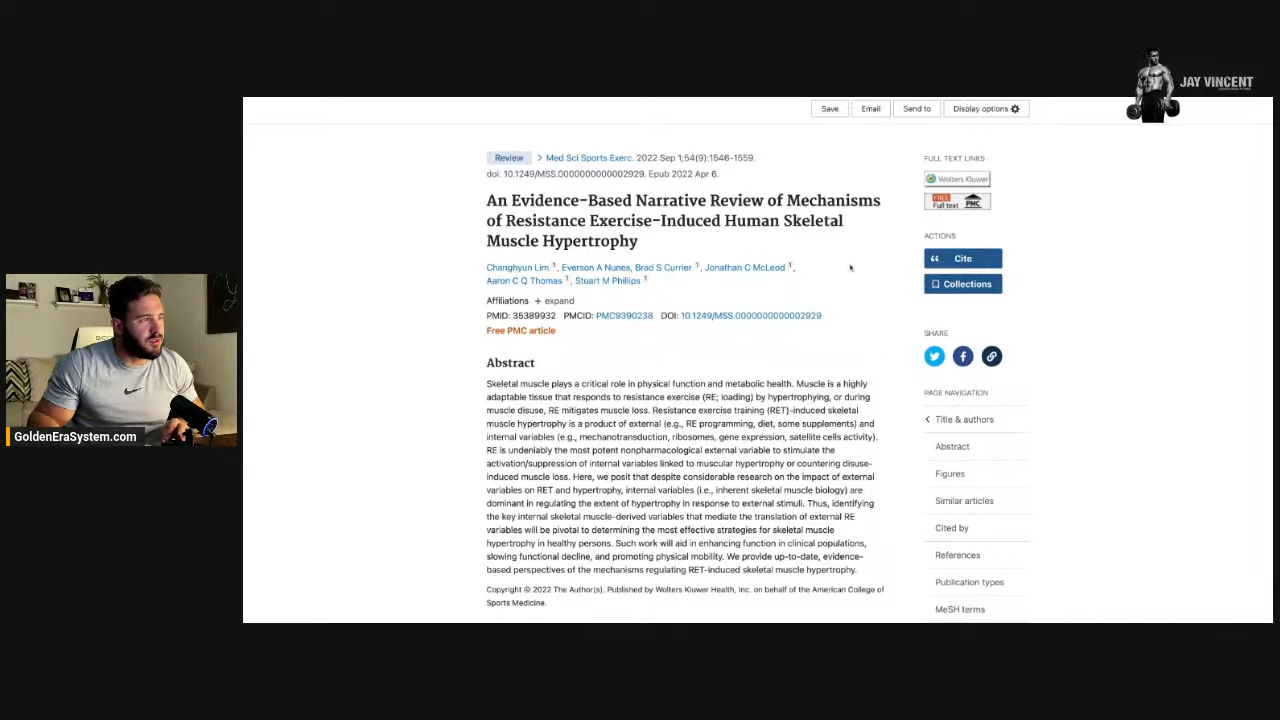 JAY VINCENT
Save
Email
Send to
Display options
Review
Med Sci Sports Exerc. 2022 Sep 1;54(9):1546-1559.
doi: 10.1249/MSS.0000000000002929. Epub 2022 Apr 6.
An Evidence-Based Narrative Review of Mechanisms
of Resistance Exercise-Induced Human Skeletal
Muscle Hypertrophy
Changhyun Lim 1, Everson A Nunes, Brad S Currier 1, Jonathan C McLeod 1,
Aaron C Q Thomas 1, Stuart M Phillips 1
Affiliations + expand
PMID: 35389932 PMCID: PMC9390238 DOI: 10.1249/MSS.0000000000002929
Free PMC article
Abstract
Skeletal muscle plays a critical role in physical function and metabolic health. Muscle is a highly
adaptable tissue that responds to resistance exercise (RE; loading) by hypertrophying, or during
muscle disuse, RE mitigates muscle loss. Resistance exercise training (RET)-induced skeletal
muscle hypertrophy is a product of external (e.g., RE programming, diet, some supplements) and
internal variables (e.g., mechanotransduction, ribosomes, gene expression, satellite cells activity).
RE is undeniably the most potent nonpharmacological external variable to stimulate the
activation/suppression of internal variables linked to muscular hypertrophy or countering disuse-
induced muscle loss. Here, we posit that despite considerable research on the impact of external
variables on RET and hypertrophy, internal variables (i.e., inherent skeletal muscle biology) are
dominant in regulating the extent of hypertrophy in response to external stimuli. Thus, identifying
the key internal skeletal muscle-derived variables that mediate the translation of external RE
variables will be pivotal to determining the most effective strategies for skeletal muscle
hypertrophy in healthy persons. Such work will aid in enhancing function in clinical populations,
slowing functional decline, and promoting physical mobility. We provide up-to-date, evidence-
based perspectives of the mechanisms regulating RET-induced skeletal muscle hypertrophy.
Copyright © 2022 The Author(s). Published by Wolters Kluwer Health, Inc. on behalf of the American College of
Sports Medicine.
FULL TEXT LINKS
Wolters Kluwer
FREE
Full text PMC
ACTIONS
Cite
Collections
SHARE
PAGE NAVIGATION
Title & authors
Abstract
Figures
Similar articles
Cited by
References
Publication types
MeSH terms
GoldenEraSystem.com